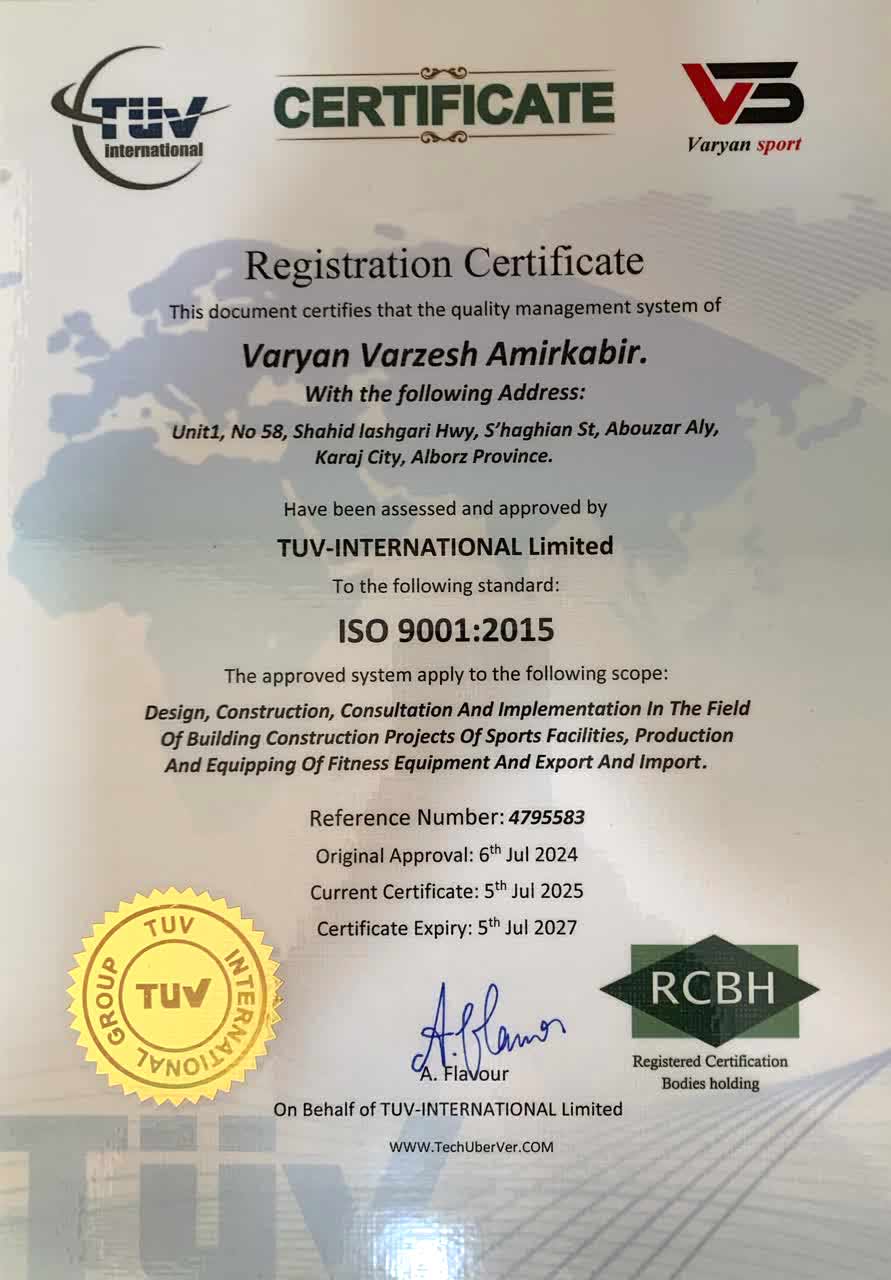 TÜV
international
CERTIFICATE
VS
Varyan sport
Registration Certificate
This document certifies that the quality management system of
Varyan Varzesh Amirkabir.
With the following Address:
Unit1, No 58, Shahid lashgari Hwy, S'haghian St, Abouzar Aly,
Karaj City, Alborz Province.
Have been assessed and approved by
TUV-INTERNATIONAL Limited
To the following standard:
ISO 9001:2015
The approved system apply to the following scope:
Design, Construction, Consultation And Implementation In The Field
Of Building Construction Projects Of Sports Facilities, Production
And Equipping Of Fitness Equipment And Export And Import.
Reference Number: 4795583
Original Approval: 6th Jul 2024
Current Certificate: 5th Jul 2025
Certificate Expiry: 5th Jul 2027
TUV INTERNATIONAL GROUP
TUV
RCBH
Registered Certification
Bodies holding
A. Flavour
A. Flavour
On Behalf of TUV-INTERNATIONAL Limited
WWW.TechUberVer.COM
TÜV